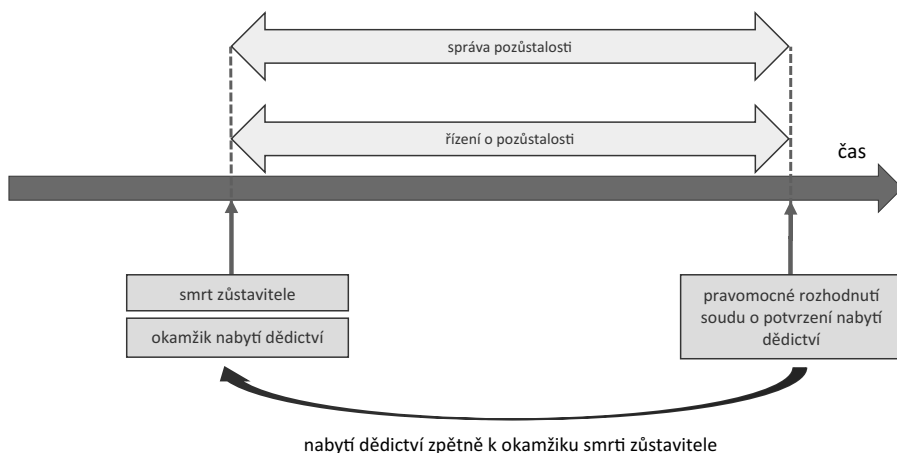 správa pozůstalosti
řízení o pozůstalosti
čas
smrt zůstavitele
okamžik nabytí dědictví
pravomocné rozhodnutí
soudu o potvrzení nabytí
dědictví
nabytí dědictví zpětně k okamžiku smrti zůstavitele